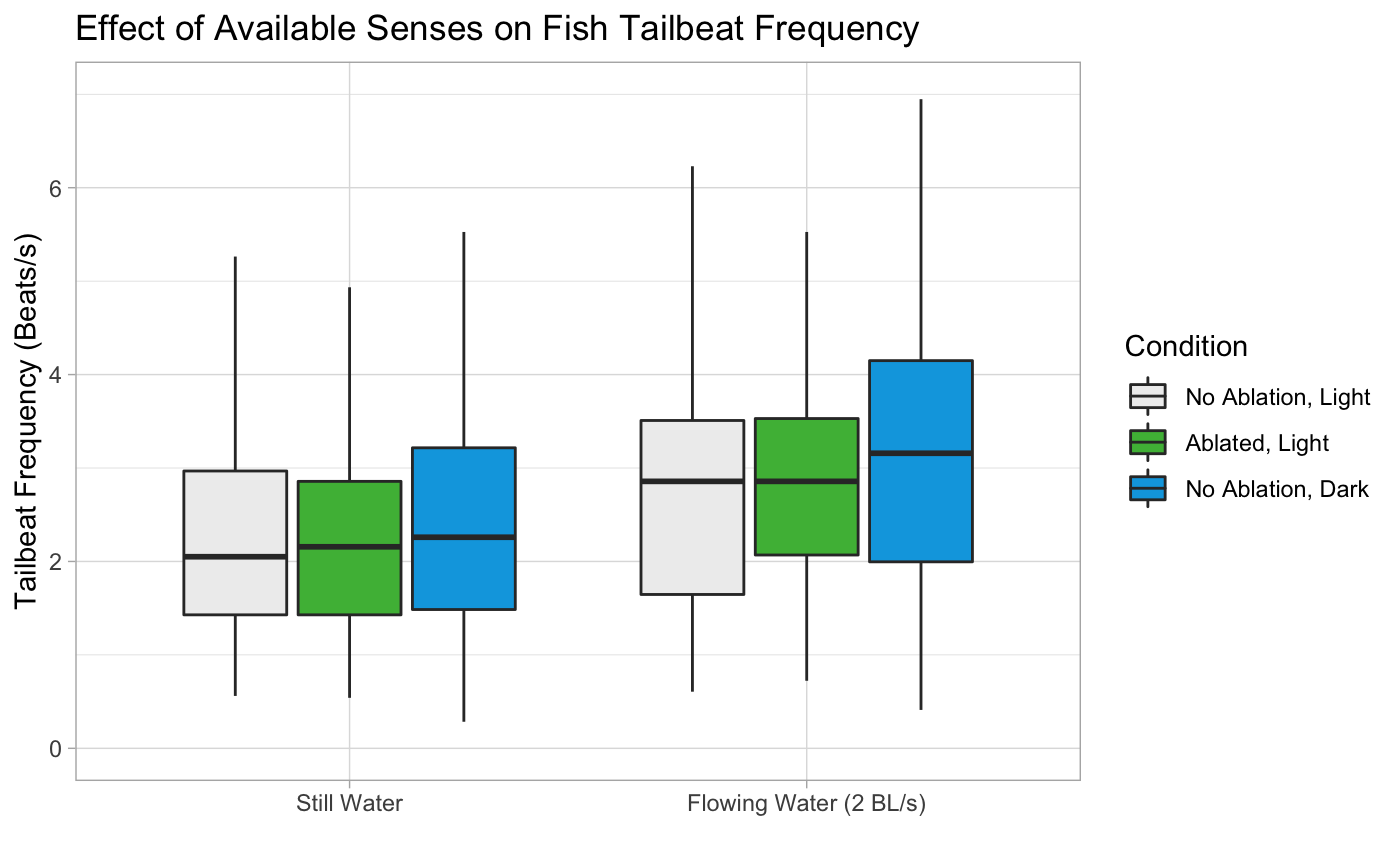 Effect of Available Senses on Fish Tailbeat Frequency
Tailbeat Frequency (Beats/s)
6
4
2
0
Still Water
Flowing Water (2 BL/s)
Condition
No Ablation, Light
Ablated, Light
No Ablation, Dark